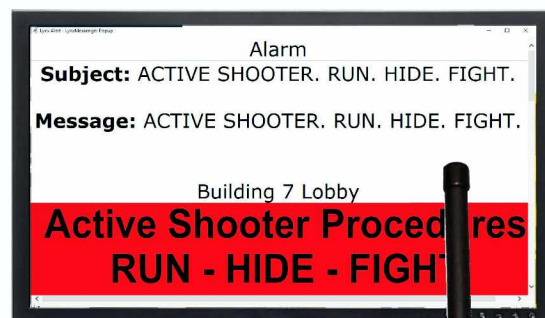 Lynx Alert - LynxMessenger Popup
Alarm
Subject: ACTIVE SHOOTER. RUN. HIDE. FIGHT.
Message: ACTIVE SHOOTER. RUN. HIDE. FIGHT.
Building 7 Lobby
Active Shooter Procedures
RUN - HIDE - FIGHT